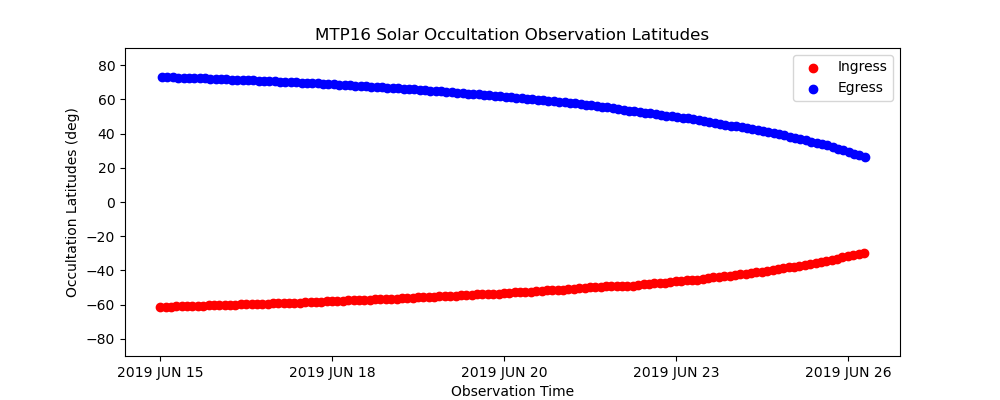 MTP16 Solar Occultation Observation Latitudes
Ingress
Egress
Occultation Latitudes (deg)
80
60
40
20
0
−20
−40
−60
−80
2019 JUN 15
2019 JUN 18
2019 JUN 20
2019 JUN 23
2019 JUN 26
Observation Time